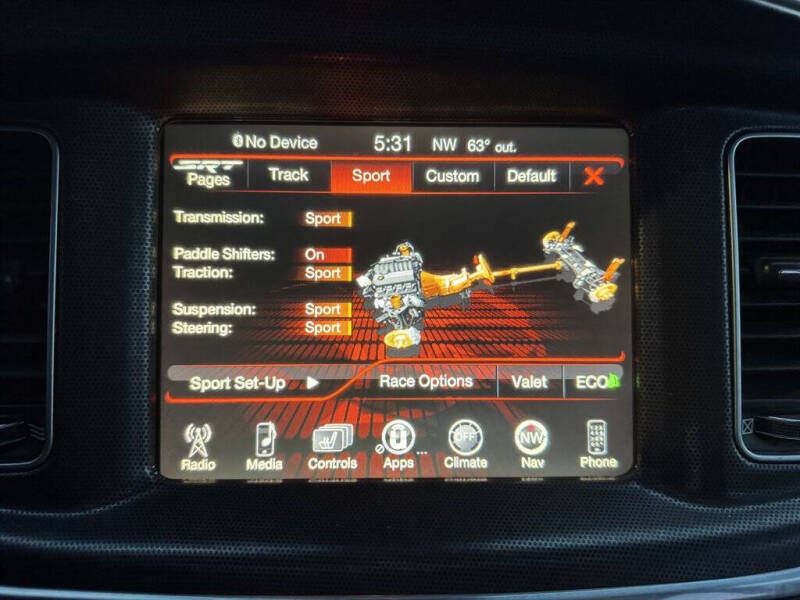 No Device 5:31 NW 63° out.
SRT Pages Track Sport Custom Default X
Transmission: Sport
Paddle Shifters: On
Traction: Sport
Suspension: Sport
Steering: Sport
Sport Set-Up Race Options Valet ECO
OFF NW
Radio Media Controls Apps Climate Nav Phone